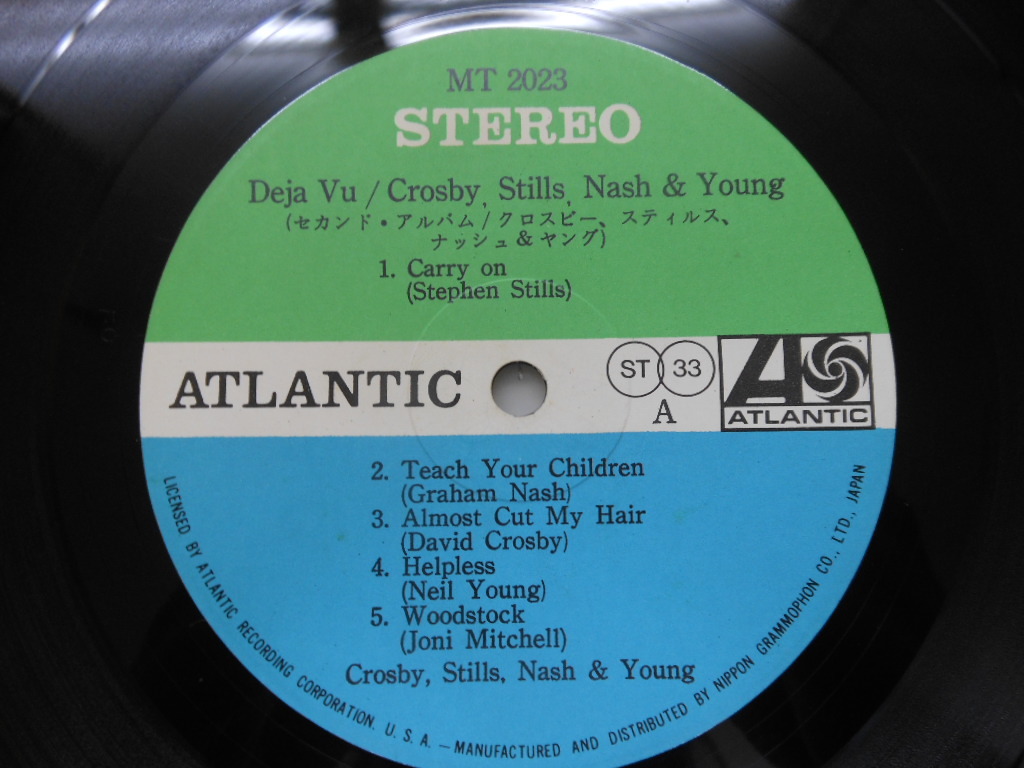 MT 2023
STEREO
Deja Vu / Crosby, Stills, Nash & Young
(セカンド・アルバム/クロスビー、スティルス、
ナッシュ&ヤング)
1. Carry on
(Stephen Stills)
ATLANTIC
ST 33
A
ATLANTIC
2. Teach Your Children
(Graham Nash)
3. Almost Cut My Hair
(David Crosby)
4. Helpless
(Neil Young)
5. Woodstock
(Joni Mitchell)
Crosby, Stills, Nash & Young
LICENSED BY ATLANTIC RECORDING CORPORATION. U. S. A. — MANUFACTURED AND DISTRIBUTED BY NIPPON GRAMMOPHON CO., LTD., JAPAN